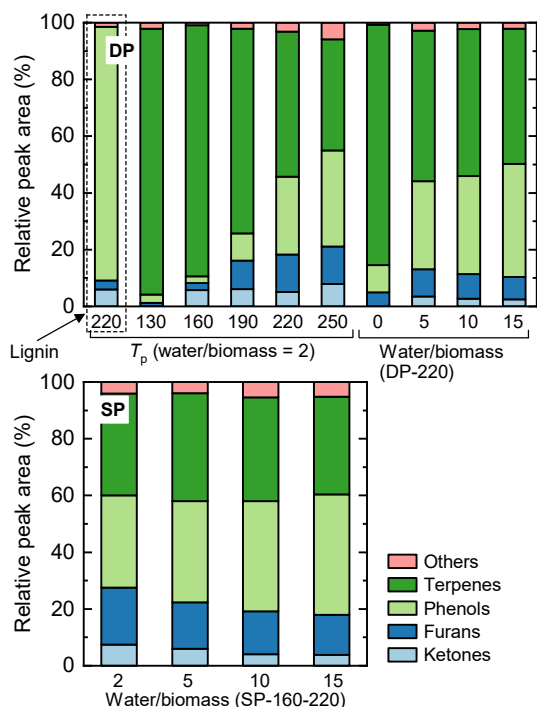 Relative peak area (%)
100
80
60
40
20
0
DP
220 130 160 190 220 250 0 5 10 15
Lignin
Tp (water/biomass = 2)
Water/biomass
(DP-220)
Relative peak area (%)
100
80
60
40
20
0
SP
2 5 10 15
Water/biomass (SP-160-220)
Others
Terpenes
Phenols
Furans
Ketones